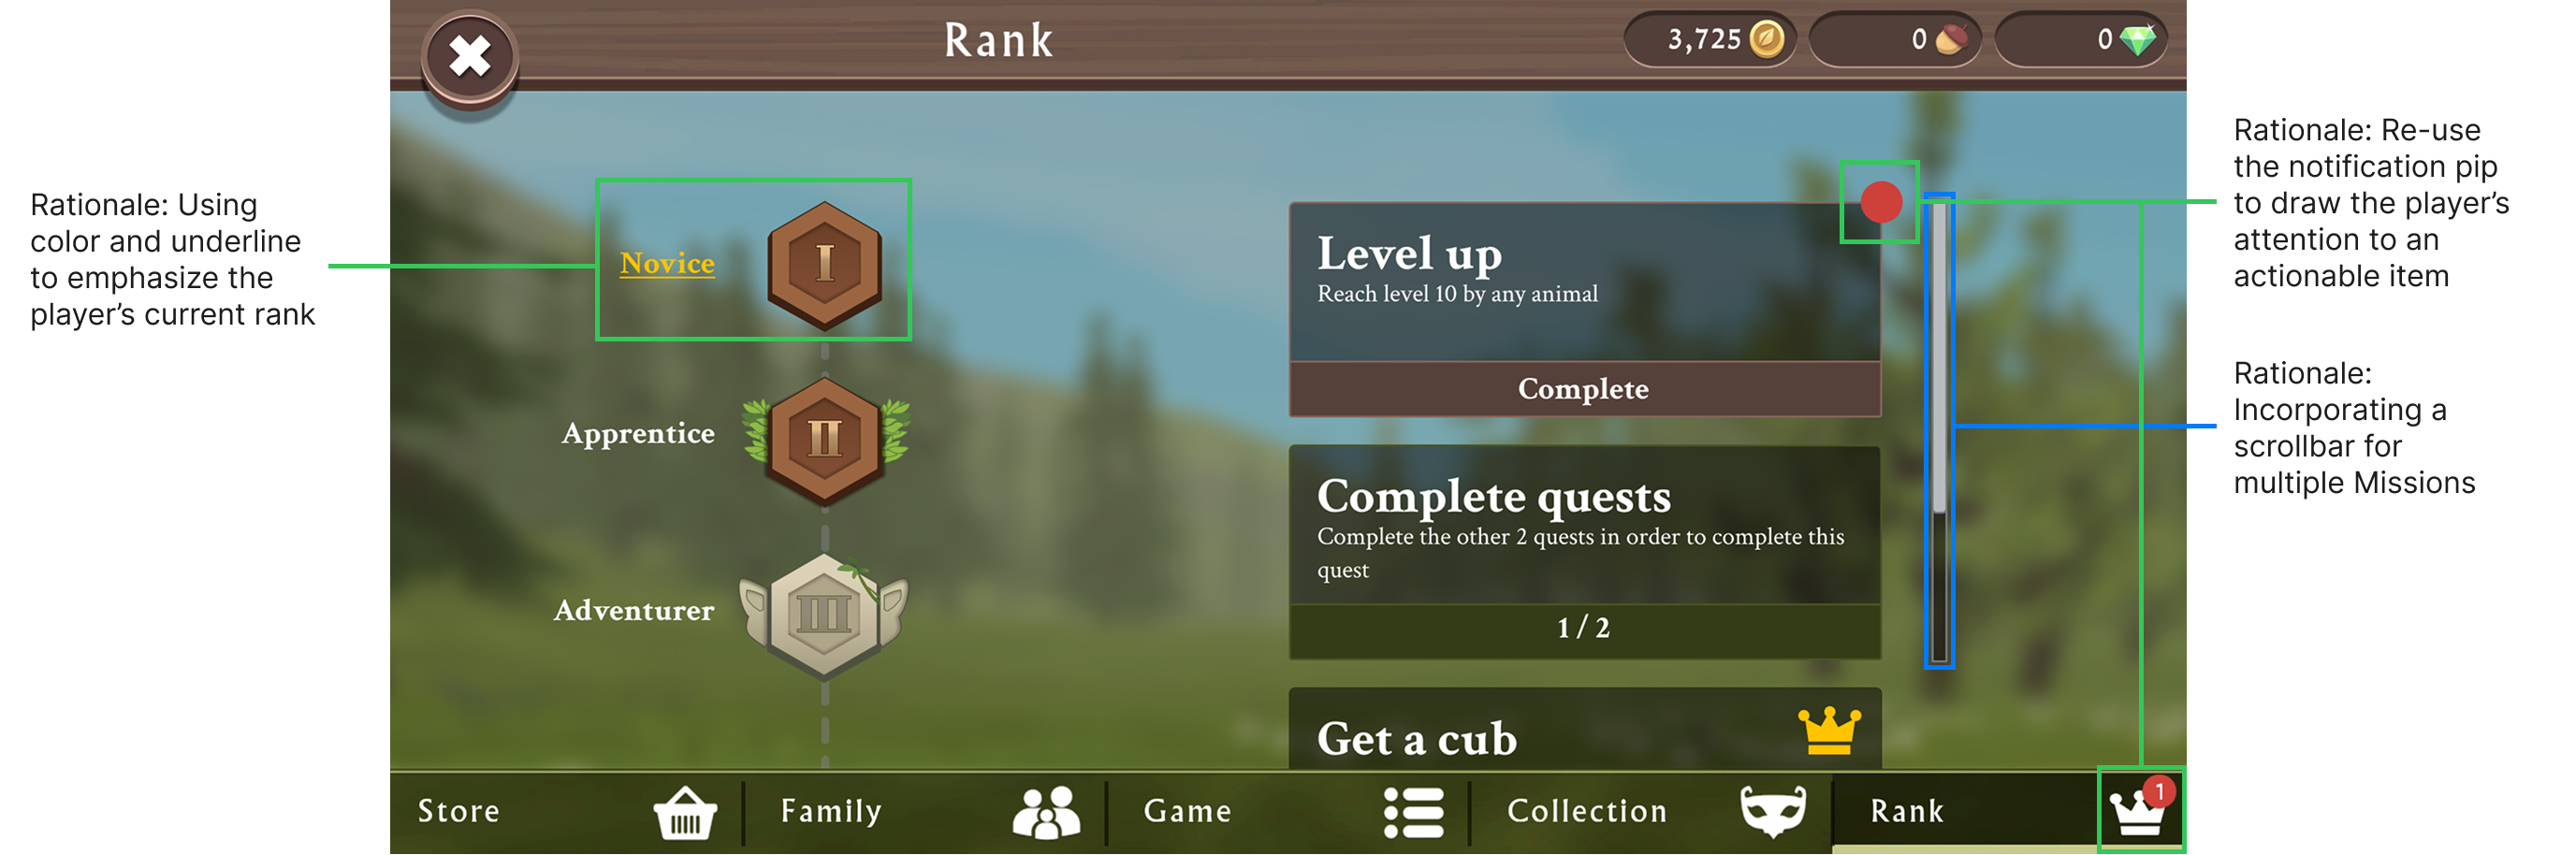 Rank
3,725
0
0
Rationale: Using
color and underline
to emphasize the
player's current rank
Novice
I
Apprentice
II
Adventurer
III
Level up
Reach level 10 by any animal
Complete
Complete quests
Complete the other 2 quests in order to complete this
quest
1 / 2
Get a cub
Rationale: Re-use
the notification pip
to draw the player’s
attention to an
actionable item
Rationale:
Incorporating a
scrollbar for
multiple Missions
Store
Family
Game
Collection
Rank
1